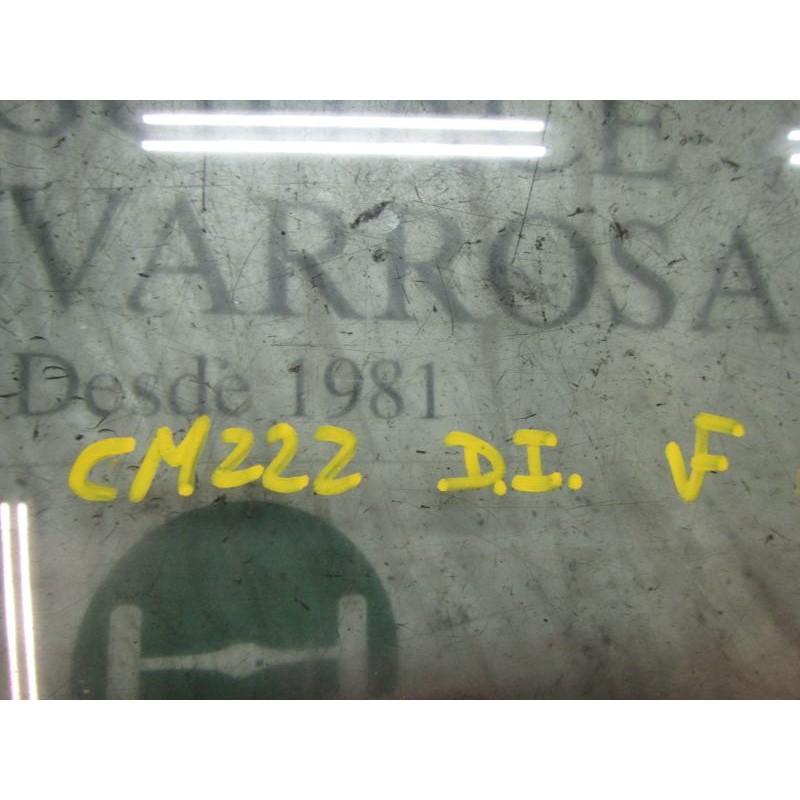 VARROSA
Desde 1981
CM222 D.I. VF